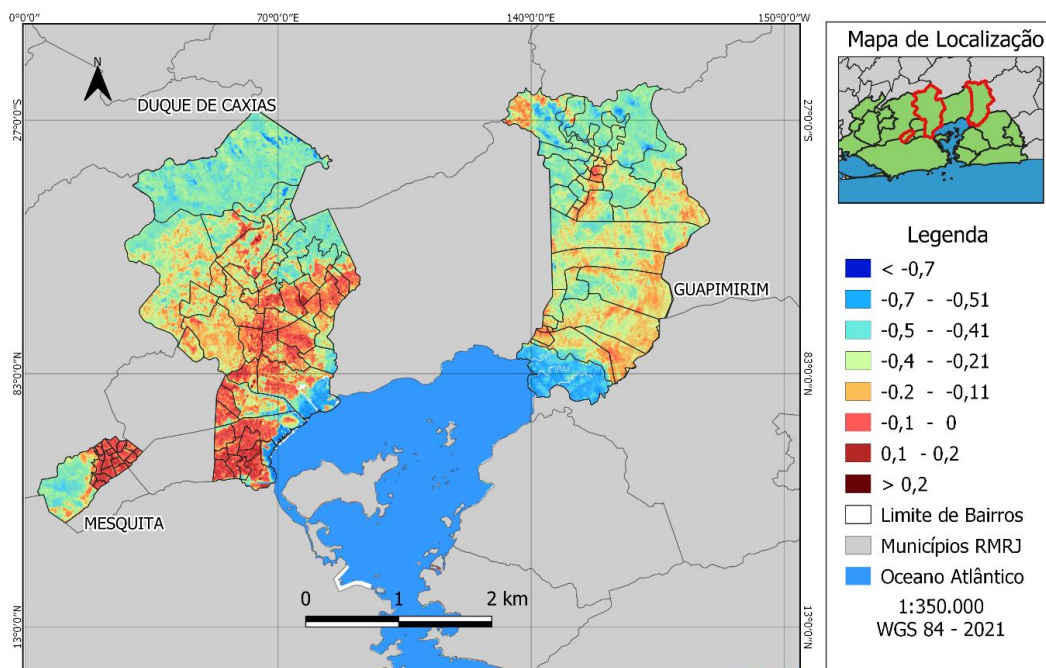 0°0'0"
70°0'0"E
140°0'0"E
150°0'0"W
Mapa de Localização
N
DUQUE DE CAXIAS
27°0'0"S
27°0'0"S
GUAPIMIRIM
83°0'0"N
83°0'0"N
MESQUITA
13°0'0"N
13°0'0"N
0 1 2 km
Legenda
< -0,7
-0,7 - -0,51
-0,5 - -0,41
-0,4 - -0,21
-0.2 - -0,11
-0,1 - 0
0,1 - 0,2
> 0,2
Limite de Bairros
Municípios RMRJ
Oceano Atlântico
1:350.000
WGS 84 - 2021